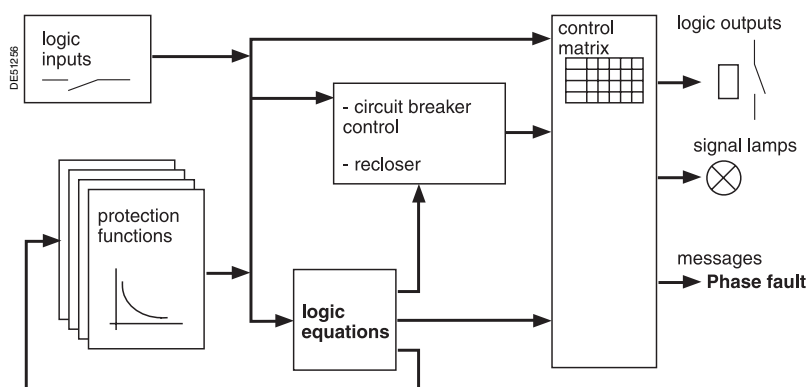 DE51256
logic
inputs
protection
functions
- circuit breaker
control
- recloser
logic
equations
control
matrix
logic outputs
signal lamps
messages
Phase fault